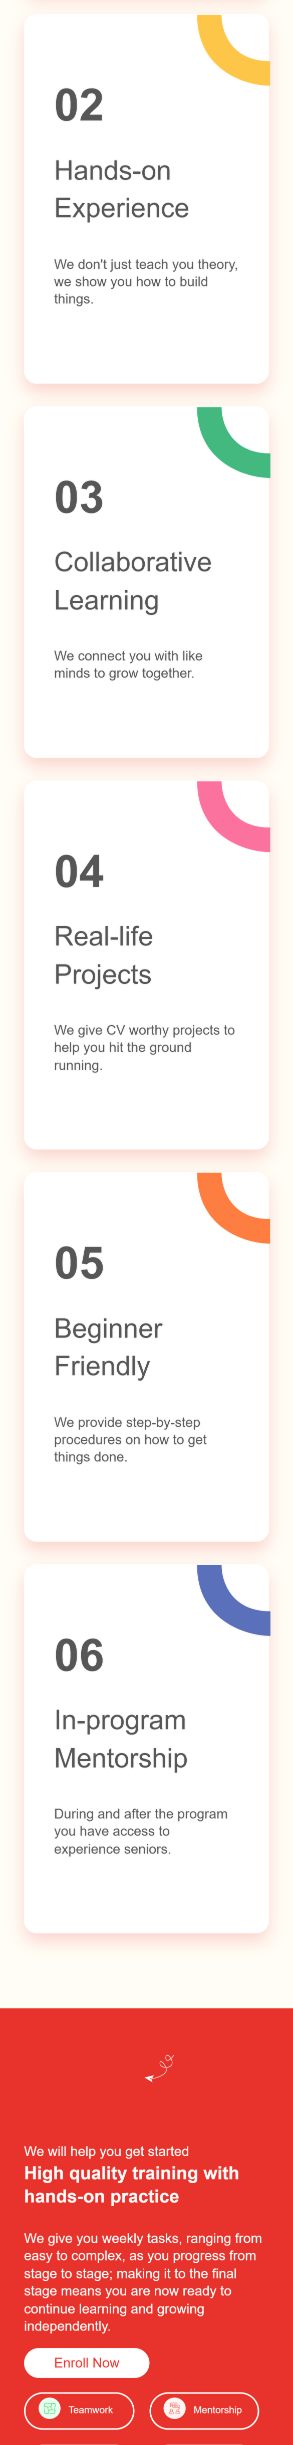 02
Hands-on
Experience
We don't just teach you theory,
we show you how to build
things.
03
Collaborative
Learning
We connect you with like
minds to grow together.
04
Real-life
Projects
We give CV worthy projects to
help you hit the ground
running.
05
Beginner
Friendly
We provide step-by-step
procedures on how to get
things done.
06
In-program
Mentorship
During and after the program
you have access to
experience seniors.
We will help you get started
High quality training with
hands-on practice
We give you weekly tasks, ranging from
easy to complex, as you progress from
stage to stage; making it to the final
stage means you are now ready to
continue learning and growing
independently.
Enroll Now
Teamwork
Mentorship